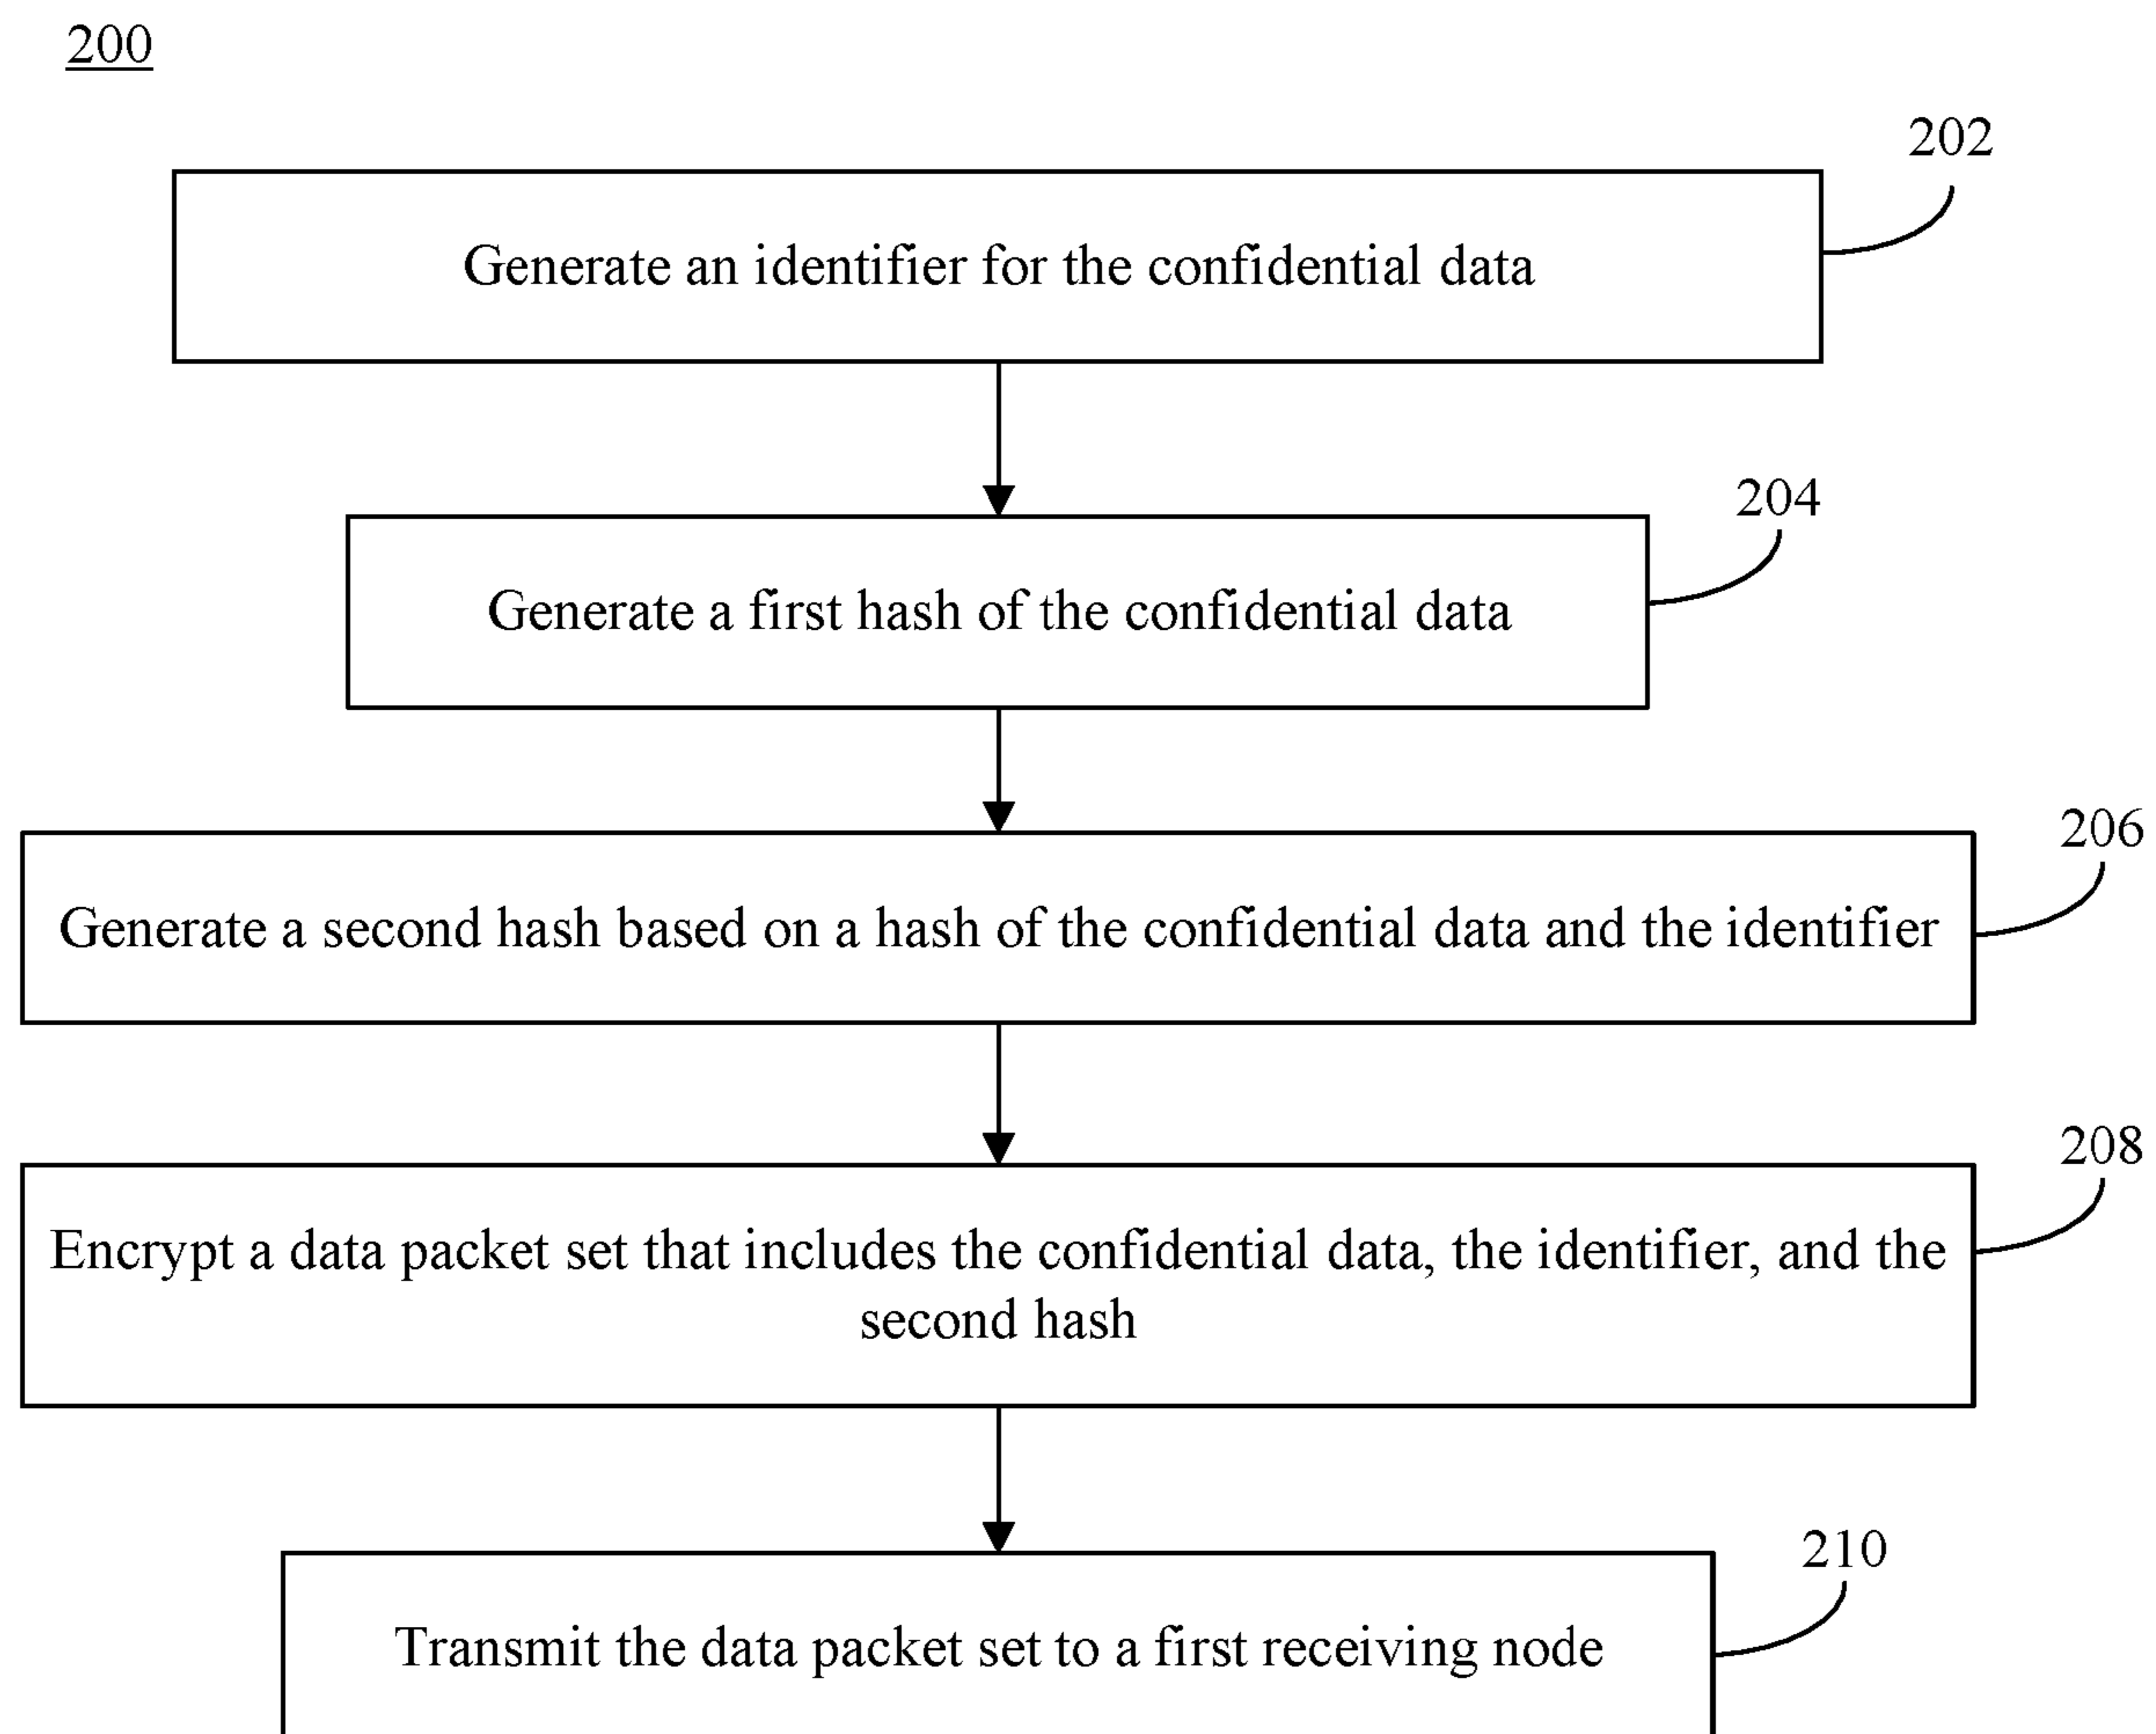 200
202
Generate an identifier for the confidential data
204
Generate a first hash of the confidential data
206
Generate a second hash based on a hash of the confidential data and the identifier
208
Encrypt a data packet set that includes the confidential data, the identifier, and the
second hash
210
Transmit the data packet set to a first receiving node